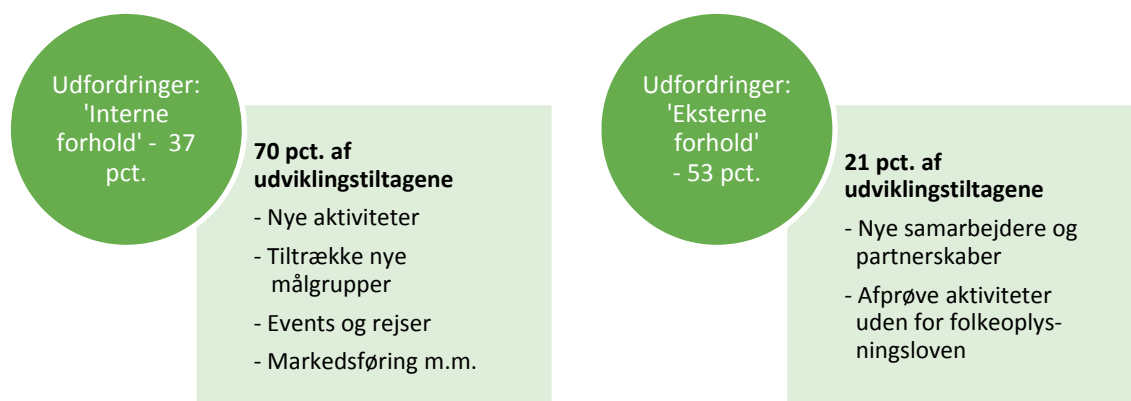 Udfordringer:
'Interne
forhold' - 37
pct.
70 pct. af
udviklingstiltagene
- Nye aktiviteter
- Tiltrække nye
målgrupper
- Events og rejser
- Markedsføring m.m.
Udfordringer:
'Eksterne
forhold'
- 53 pct.
21 pct. af
udviklingstiltagene
- Nye samarbejdere og
partnerskaber
- Afprøve aktiviteter
uden for folkeoplys-
ningsloven